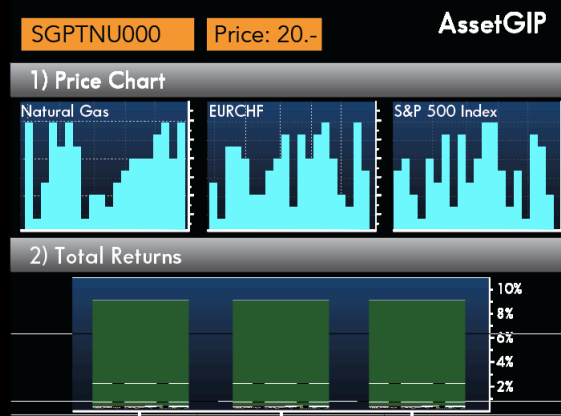 SGPTNU000 Price: 20.- AssetGIP
1) Price Chart
Natural Gas EURCHF S&P 500 Index
2) Total Returns
10%
8%
6%
4%
2%